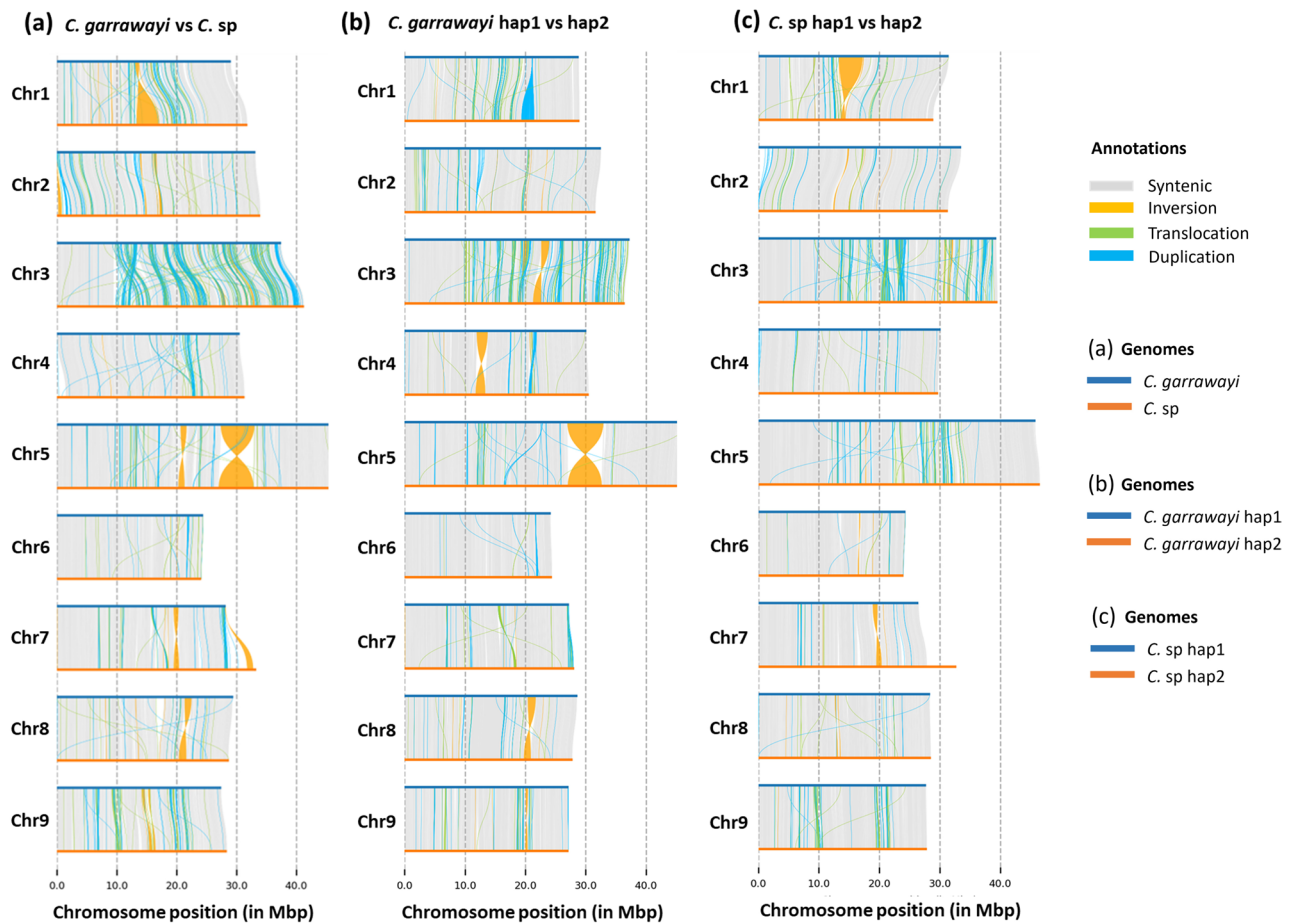 (a) C. garrawayi vs C. sp
Chr1
Chr2
Chr3
Chr4
Chr5
Chr6
Chr7
Chr8
Chr9
0.0 10.0 20.0 30.0 40.0
Chromosome position (in Mbp)
(b) C. garrawayi hap1 vs hap2
Chr1
Chr2
Chr3
Chr4
Chr5
Chr6
Chr7
Chr8
Chr9
0.0 10.0 20.0 30.0 40.0
Chromosome position (in Mbp)
(c) C. sp hap1 vs hap2
Chr1
Chr2
Chr3
Chr4
Chr5
Chr6
Chr7
Chr8
Chr9
0.0 10.0 20.0 30.0 40.0
Chromosome position (in Mbp)
Annotations
Syntenic
Inversion
Translocation
Duplication
(a) Genomes
C. garrawayi
C. sp
(b) Genomes
C. garrawayi hap1
C. garrawayi hap2
(c) Genomes
C. sp hap1
C. sp hap2